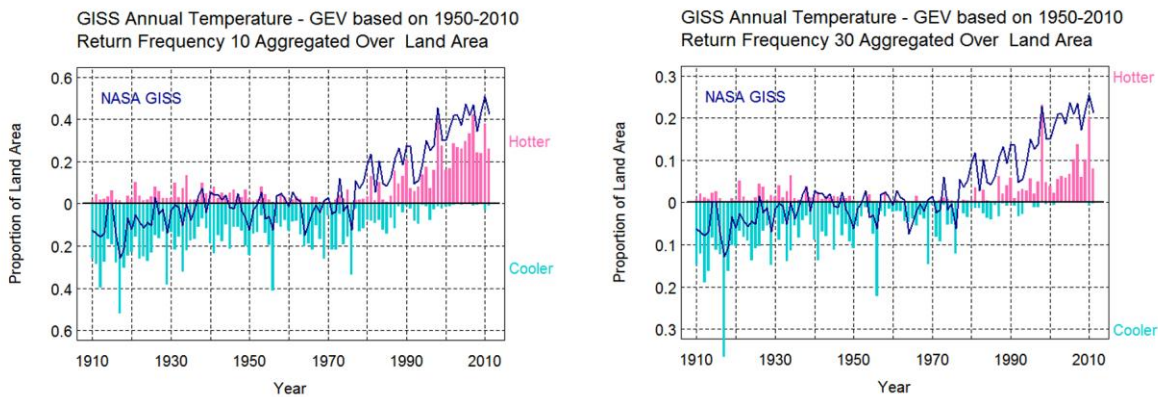 GISS Annual Temperature - GEV based on 1950-2010
Return Frequency 10 Aggregated Over Land Area
0.6
0.4
0.2
0
0.2
0.4
0.6
Proportion of Land Area
NASA GISS
Hotter
Cooler
1910 1930 1950 1970 1990 2010
Year
GISS Annual Temperature - GEV based on 1950-2010
Return Frequency 30 Aggregated Over Land Area
0.3
0.2
0.1
0
0.1
0.2
0.3
Proportion of Land Area
NASA GISS
Hotter
Cooler
1910 1930 1950 1970 1990 2010
Year